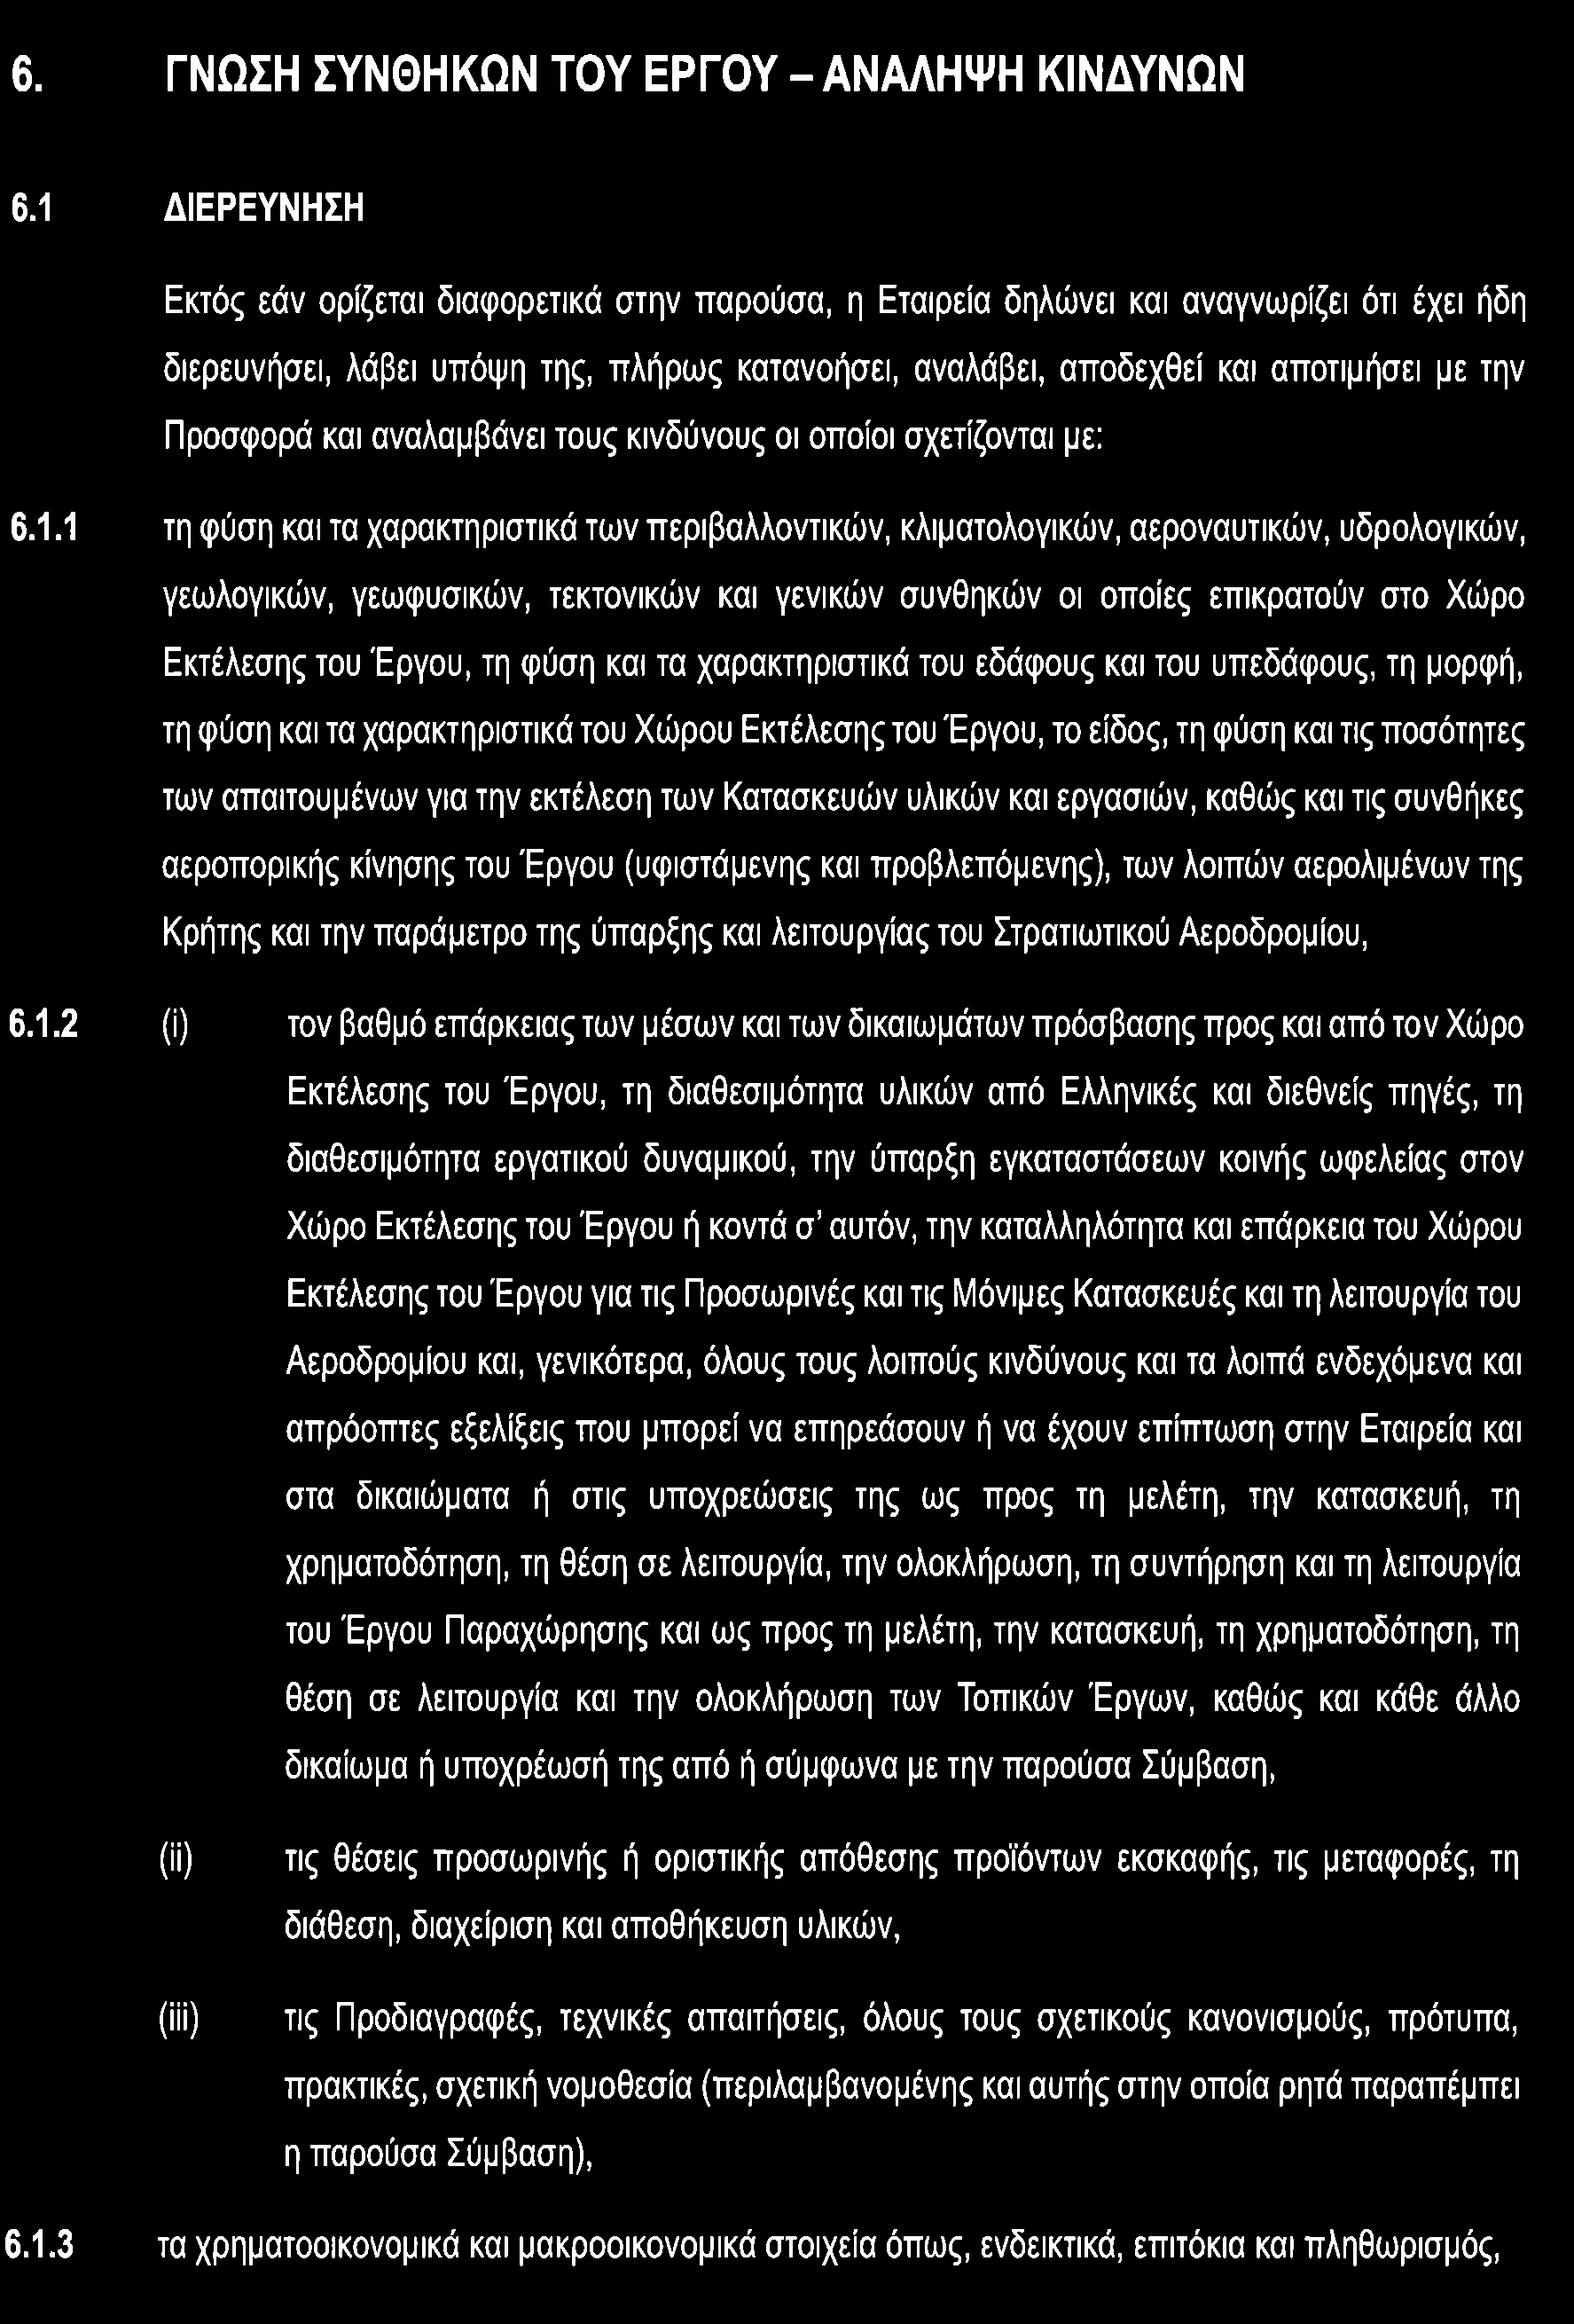 6. ΓΝΩΣΗ ΣΥΝΘΗΚΩΝ ΤΟΥ ΕΡΓΟΥ – ΑΝΑΛΗΨΗ ΚΙΝΔΥΝΩΝ
6.1 ΔΙΕΡΕΥΝΗΣΗ
Εκτός εάν ορίζεται διαφορετικά στην παρούσα, η Εταιρεία δηλώνει και αναγνωρίζει ότι έχει ήδη
διερευνήσει, λάβει υπόψη της, πλήρως κατανοήσει, αναλάβει, αποδεχθεί και αποτιμήσει με την
Προσφορά και αναλαμβάνει τους κινδύνους οι οποίοι σχετίζονται με:
6.1.1 τη φύση και τα χαρακτηριστικά των περιβαλλοντικών, κλιματολογικών, αεροναυτικών, υδρολογικών,
γεωλογικών, γεωφυσικών, τεκτονικών και γενικών συνθηκών οι οποίες επικρατούν στο Χώρο
Εκτέλεσης του Έργου, τη φύση και τα χαρακτηριστικά του εδάφους και του υπεδάφους, τη μορφή,
τη φύση και τα χαρακτηριστικά του Χώρου Εκτέλεσης του Έργου, το είδος, τη φύση και τις ποσότητες
των απαιτουμένων για την εκτέλεση των Κατασκευών υλικών και εργασιών, καθώς και τις συνθήκες
αεροπορικής κίνησης του Έργου (υφιστάμενης και προβλεπόμενης), των λοιπών αερολιμένων της
Κρήτης και την παράμετρο της ύπαρξης και λειτουργίας του Στρατιωτικού Αεροδρομίου,
6.1.2 (i) τον βαθμό επάρκειας των μέσων και των δικαιωμάτων πρόσβασης προς και από τον Χώρο
Εκτέλεσης του Έργου, τη διαθεσιμότητα υλικών από Ελληνικές και διεθνείς πηγές, τη
διαθεσιμότητα εργατικού δυναμικού, την ύπαρξη εγκαταστάσεων κοινής ωφελείας στον
Χώρο Εκτέλεσης του Έργου ή κοντά σ’ αυτόν, την καταλληλότητα και επάρκεια του Χώρου
Εκτέλεσης του Έργου για τις Προσωρινές και τις Μόνιμες Κατασκευές και τη λειτουργία του
Αεροδρομίου και, γενικότερα, όλους τους λοιπούς κινδύνους και τα λοιπά ενδεχόμενα και
απρόοπτες εξελίξεις που μπορεί να επηρεάσουν ή να έχουν επίπτωση στην Εταιρεία και
στα δικαιώματα ή στις υποχρεώσεις της ως προς τη μελέτη, την κατασκευή, τη
χρηματοδότηση, τη θέση σε λειτουργία, την ολοκλήρωση, τη συντήρηση και τη λειτουργία
του Έργου Παραχώρησης και ως προς τη μελέτη, την κατασκευή, τη χρηματοδότηση, τη
θέση σε λειτουργία και την ολοκλήρωση των Τοπικών Έργων, καθώς και κάθε άλλο
δικαίωμα ή υποχρέωσή της από ή σύμφωνα με την παρούσα Σύμβαση,
(ii) τις θέσεις προσωρινής ή οριστικής απόθεσης προϊόντων εκσκαφής, τις μεταφορές, τη
διάθεση, διαχείριση και αποθήκευση υλικών,
(iii) τις Προδιαγραφές, τεχνικές απαιτήσεις, όλους τους σχετικούς κανονισμούς, πρότυπα,
πρακτικές, σχετική νομοθεσία (περιλαμβανομένης και αυτής στην οποία ρητά παραπέμπει
η παρούσα Σύμβαση),
6.1.3 τα χρηματοοικονομικά και μακροοικονομικά στοιχεία όπως, ενδεικτικά, επιτόκια και πληθωρισμός,